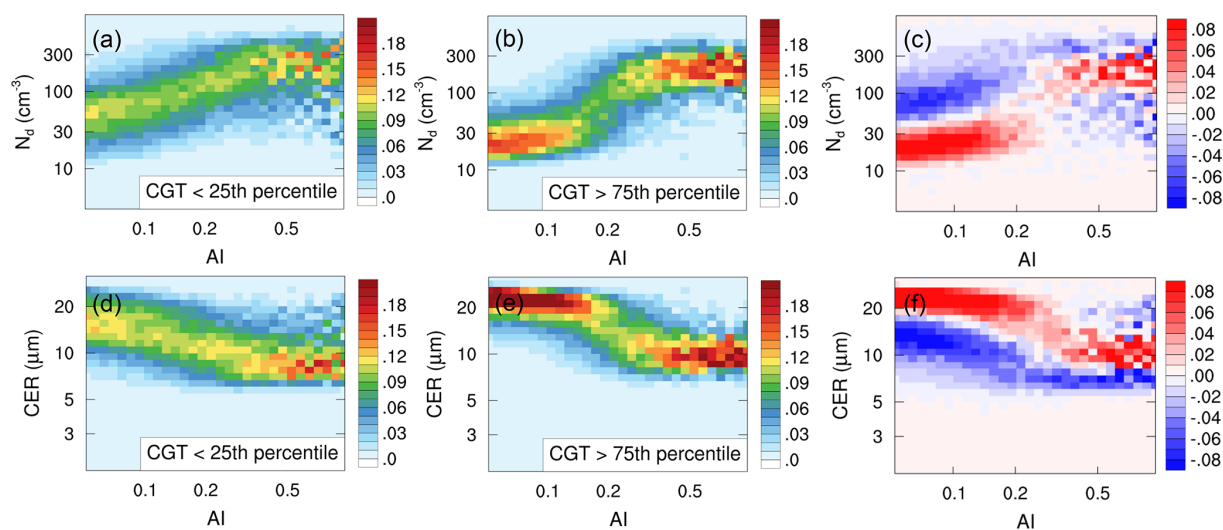 (a)
N_d (cm⁻³)
300
100
30
10
CGT < 25th percentile
0.1 0.2 0.5
AI
.18
.15
.12
.09
.06
.03
.0
(b)
N_d (cm⁻³)
300
100
30
10
CGT > 75th percentile
0.1 0.2 0.5
AI
.18
.15
.12
.09
.06
.03
.0
(c)
N_d (cm⁻³)
300
100
30
10
0.1 0.2 0.5
AI
.08
.06
.04
.02
.00
-.02
-.04
-.06
-.08
(d)
CER (µm)
20
10
5
3
CGT < 25th percentile
0.1 0.2 0.5
AI
.18
.15
.12
.09
.06
.03
.0
(e)
CER (µm)
20
10
5
3
CGT > 75th percentile
0.1 0.2 0.5
AI
.18
.15
.12
.09
.06
.03
.0
(f)
CER (µm)
20
10
5
3
0.1 0.2 0.5
AI
.08
.06
.04
.02
.00
-.02
-.04
-.06
-.08